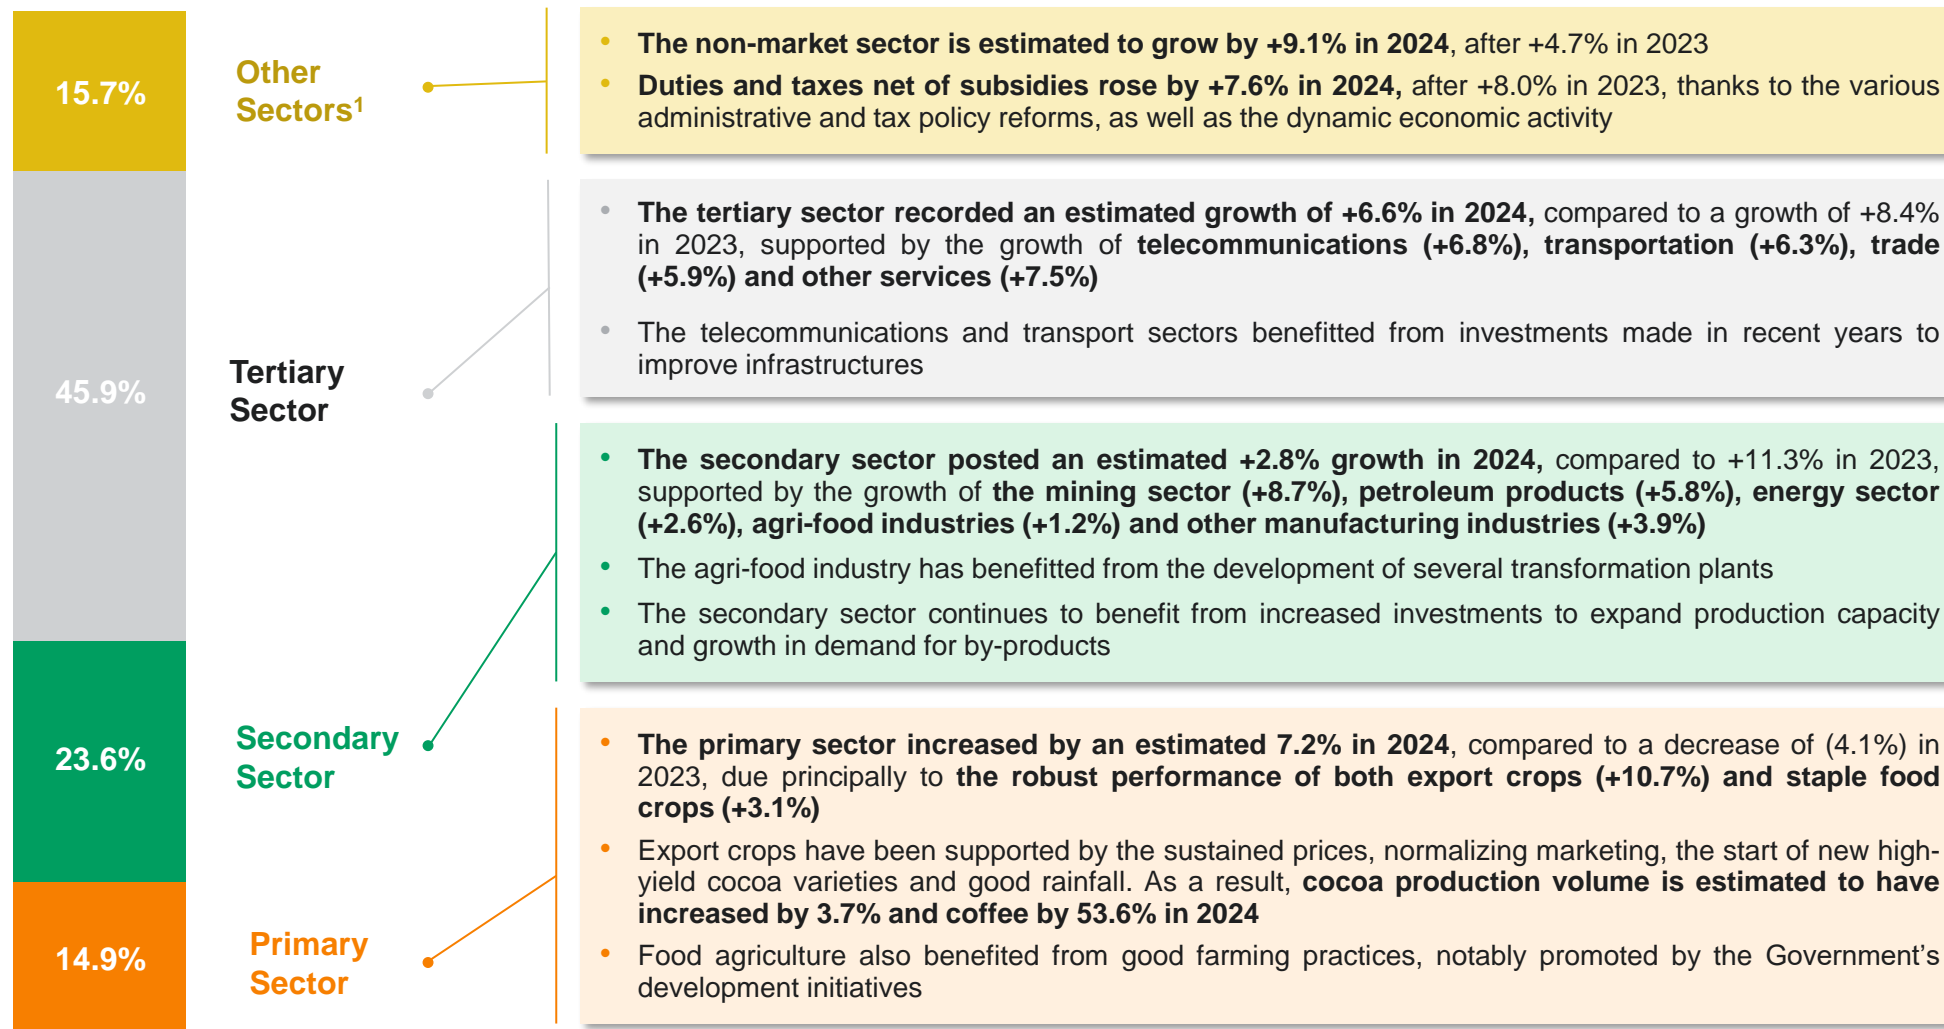 15.7%
Other
Sectors¹
• The non-market sector is estimated to grow by +9.1% in 2024, after +4.7% in 2023
• Duties and taxes net of subsidies rose by +7.6% in 2024, after +8.0% in 2023, thanks to the various
administrative and tax policy reforms, as well as the dynamic economic activity
45.9%
Tertiary
Sector
• The tertiary sector recorded an estimated growth of +6.6% in 2024, compared to a growth of +8.4%
in 2023, supported by the growth of telecommunications (+6.8%), transportation (+6.3%), trade
(+5.9%) and other services (+7.5%)
• The telecommunications and transport sectors benefitted from investments made in recent years to
improve infrastructures
23.6%
Secondary
Sector
• The secondary sector posted an estimated +2.8% growth in 2024, compared to +11.3% in 2023,
supported by the growth of the mining sector (+8.7%), petroleum products (+5.8%), energy sector
(+2.6%), agri-food industries (+1.2%) and other manufacturing industries (+3.9%)
• The agri-food industry has benefitted from the development of several transformation plants
• The secondary sector continues to benefit from increased investments to expand production capacity
and growth in demand for by-products
14.9%
Primary
Sector
• The primary sector increased by an estimated 7.2% in 2024, compared to a decrease of (4.1%) in
2023, due principally to the robust performance of both export crops (+10.7%) and staple food
crops (+3.1%)
• Export crops have been supported by the sustained prices, normalizing marketing, the start of new high-
yield cocoa varieties and good rainfall. As a result, cocoa production volume is estimated to have
increased by 3.7% and coffee by 53.6% in 2024
• Food agriculture also benefited from good farming practices, notably promoted by the Government’s
development initiatives